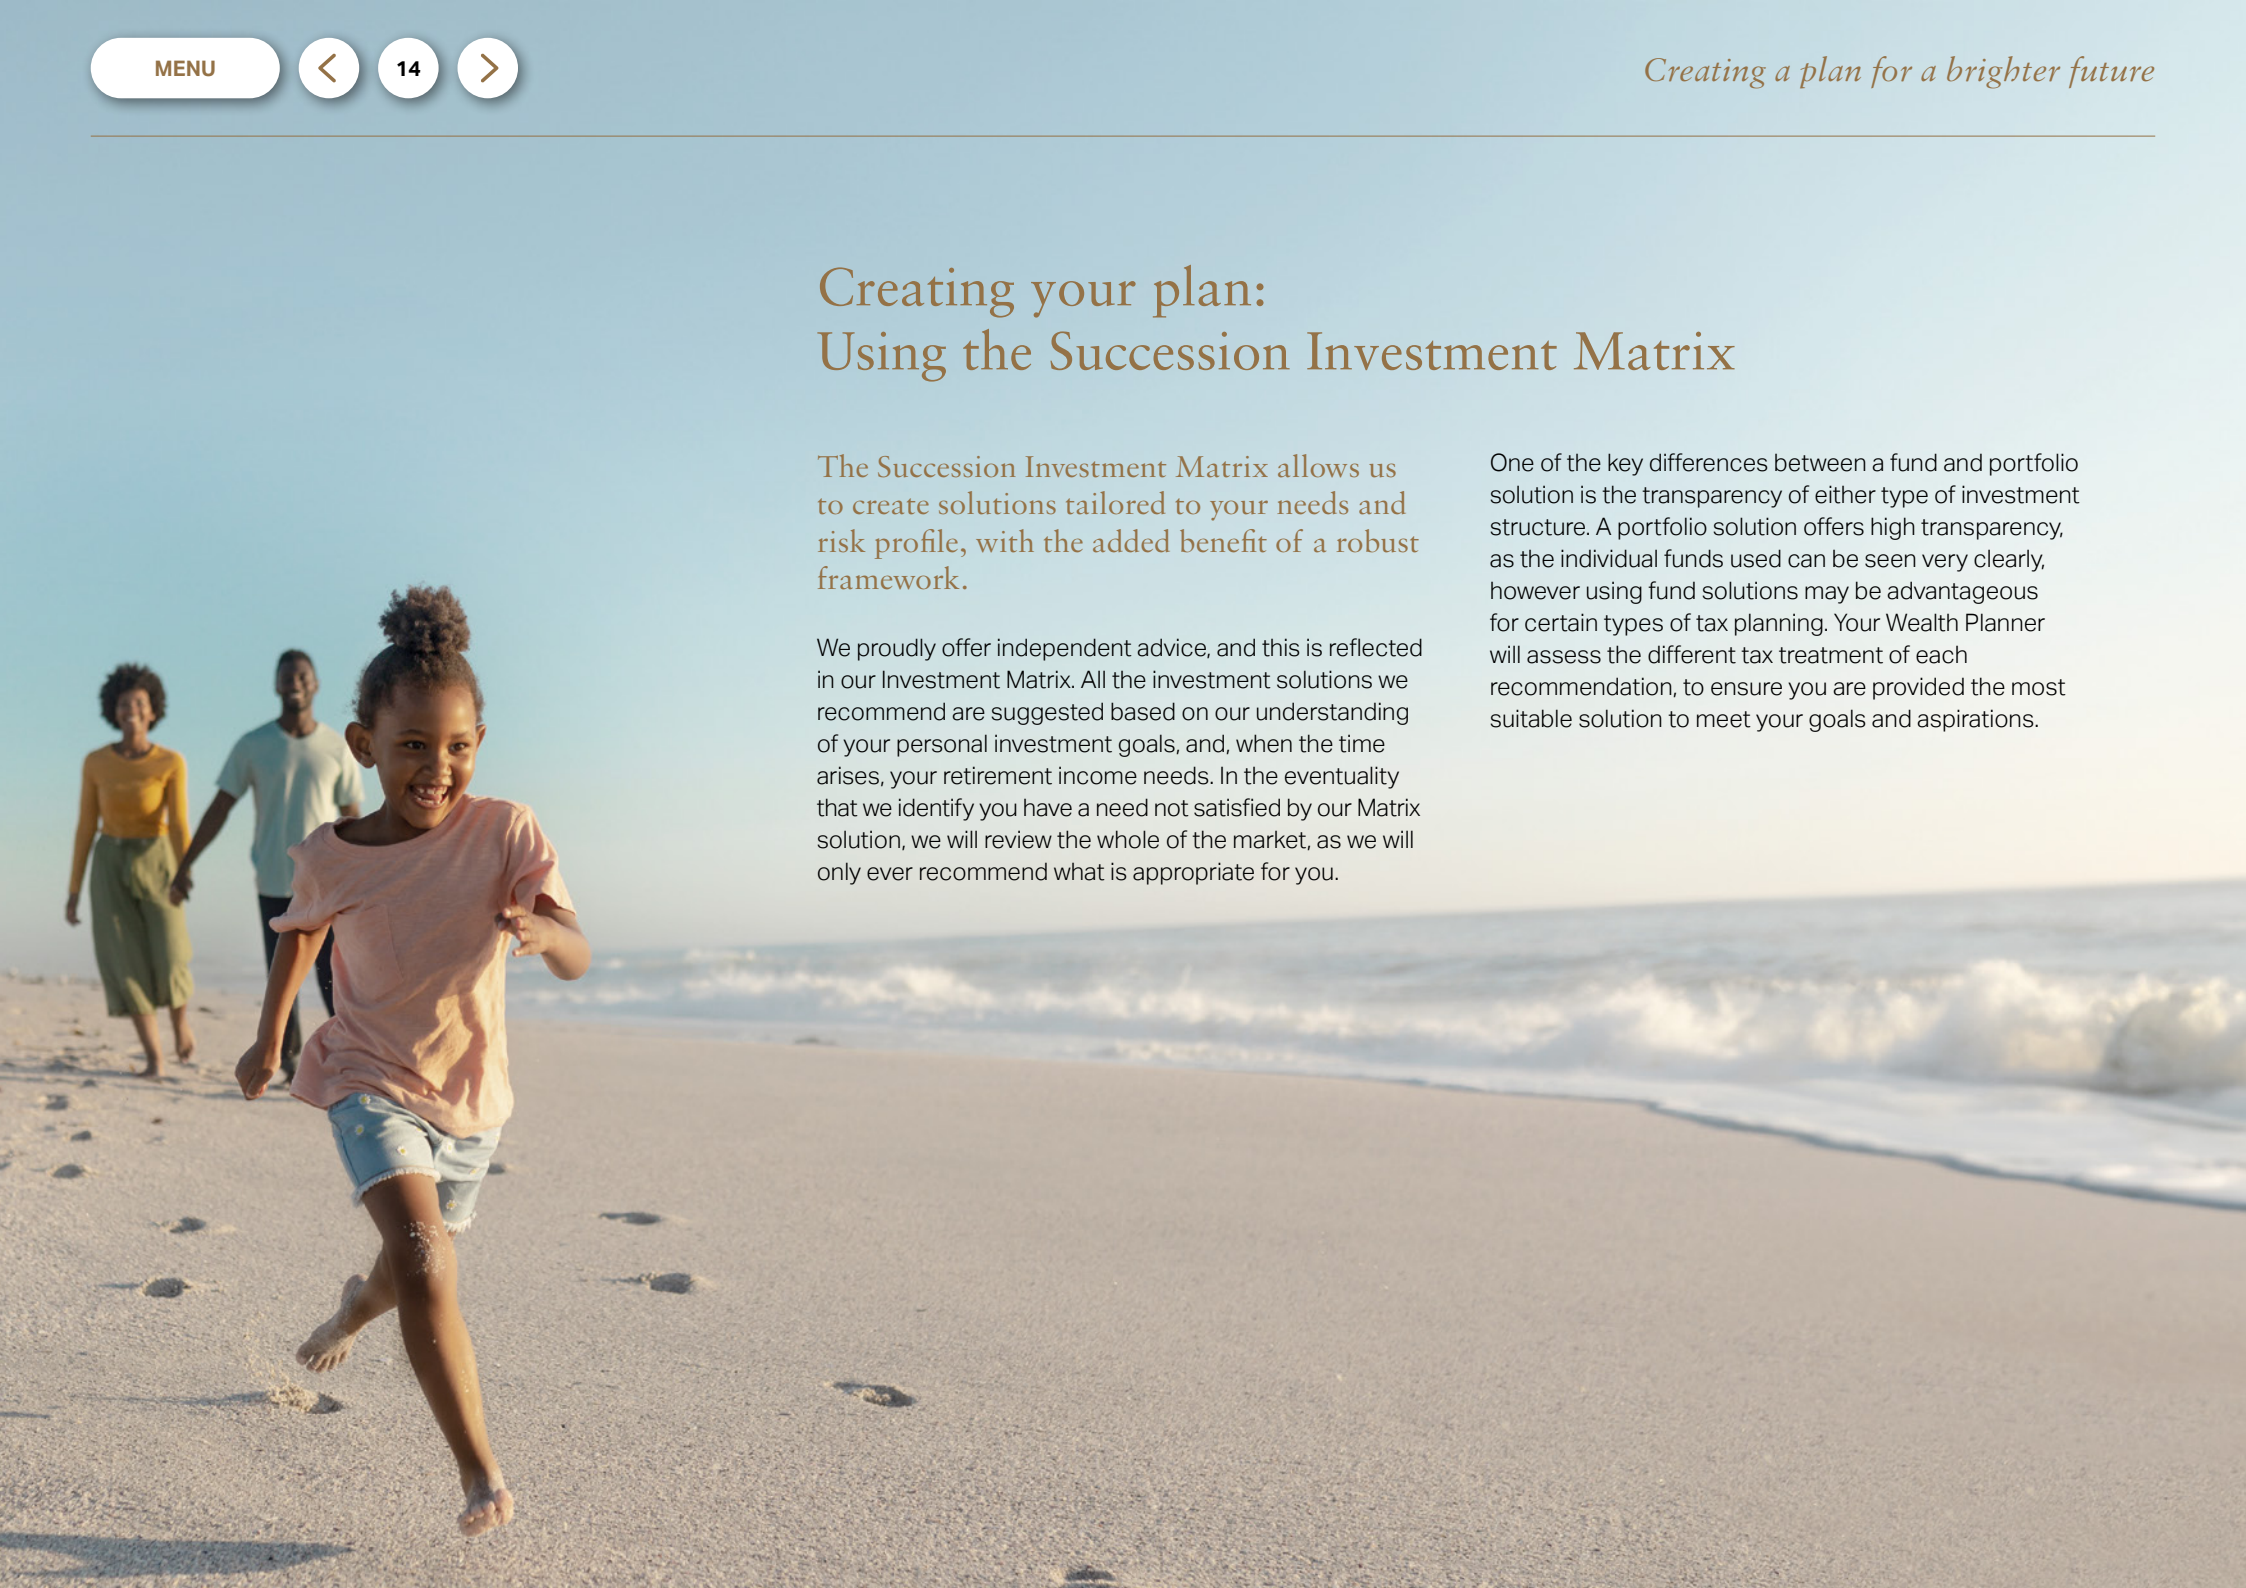 MENU
14
Creating a plan for a brighter future
Creating your plan:
Using the Succession Investment Matrix
The Succession Investment Matrix allows us
to create solutions tailored to your needs and
risk profile, with the added benefit of a robust
framework.
We proudly offer independent advice, and this is reflected
in our Investment Matrix. All the investment solutions we
recommend are suggested based on our understanding
of your personal investment goals, and, when the time
arises, your retirement income needs. In the eventuality
that we identify you have a need not satisfied by our Matrix
solution, we will review the whole of the market, as we will
only ever recommend what is appropriate for you.
One of the key differences between a fund and portfolio
solution is the transparency of either type of investment
structure. A portfolio solution offers high transparency,
as the individual funds used can be seen very clearly,
however using fund solutions may be advantageous
for certain types of tax planning. Your Wealth Planner
will assess the different tax treatment of each
recommendation, to ensure you are provided the most
suitable solution to meet your goals and aspirations.